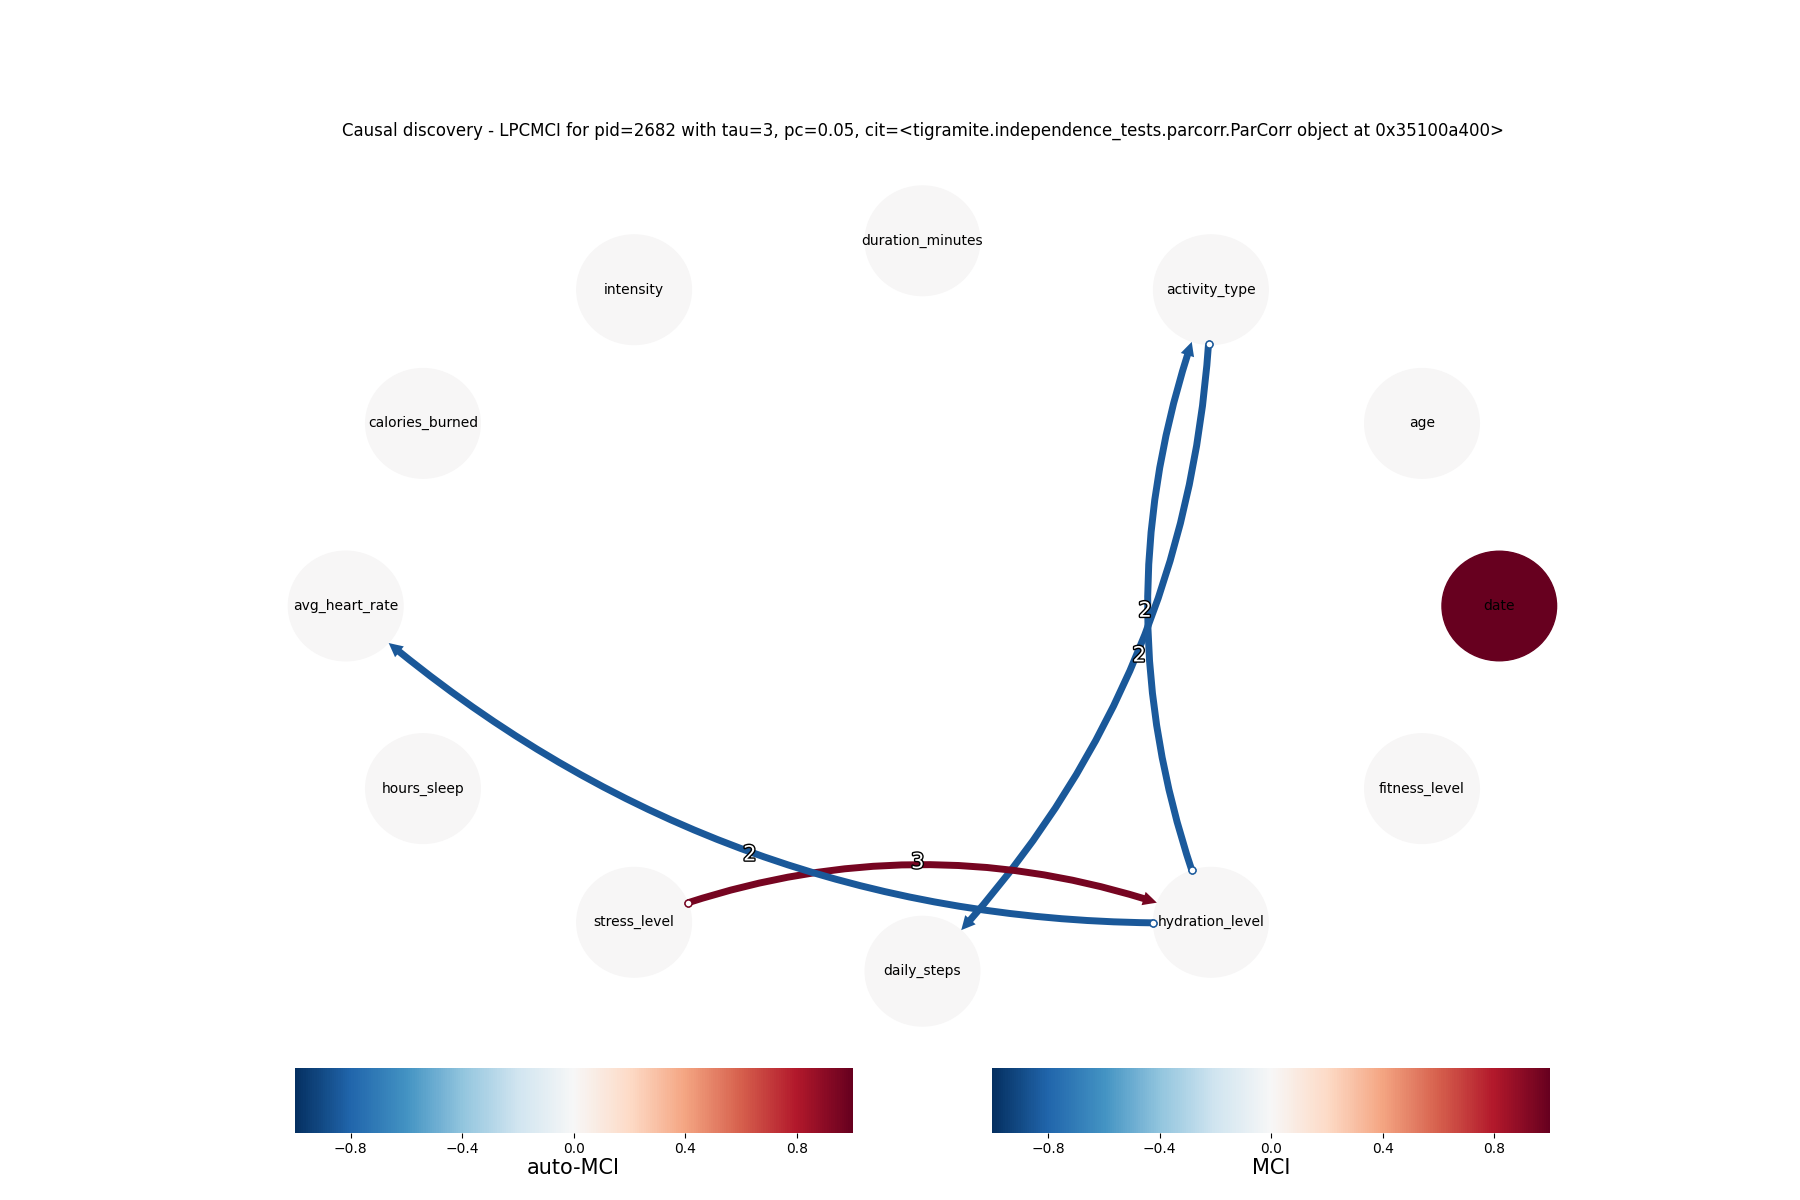 Causal discovery - LPCMCI for pid=2682 with tau=3, pc=0.05, cit=<tigramite.independence_tests.parcorr.ParCorr object at 0x35100a400>
duration_minutes
intensity
activity_type
calories_burned
age
avg_heart_rate
date
2
2
hours_sleep
fitness_level
2
3
stress_level
hydration_level
daily_steps
−0.8 −0.4 0.0 0.4 0.8
auto-MCI
−0.8 −0.4 0.0 0.4 0.8
MCI